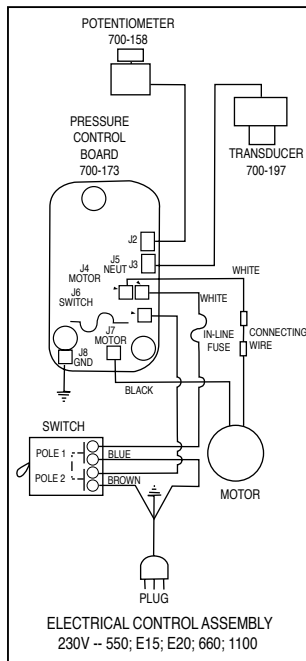 POTENTIOMETER
700-158
PRESSURE
CONTROL
BOARD
700-173
TRANSDUCER
700-197
J2
J5
NEUT
J3
J4
MOTOR
J6
SWITCH
WHITE
WHITE
IN-LINE
FUSE
CONNECTING
WIRE
J7
MOTOR
J8
GND
BLACK
SWITCH
POLE 1
BLUE
POLE 2
BROWN
MOTOR
PLUG
ELECTRICAL CONTROL ASSEMBLY
230V -- 550; E15; E20; 660; 1100